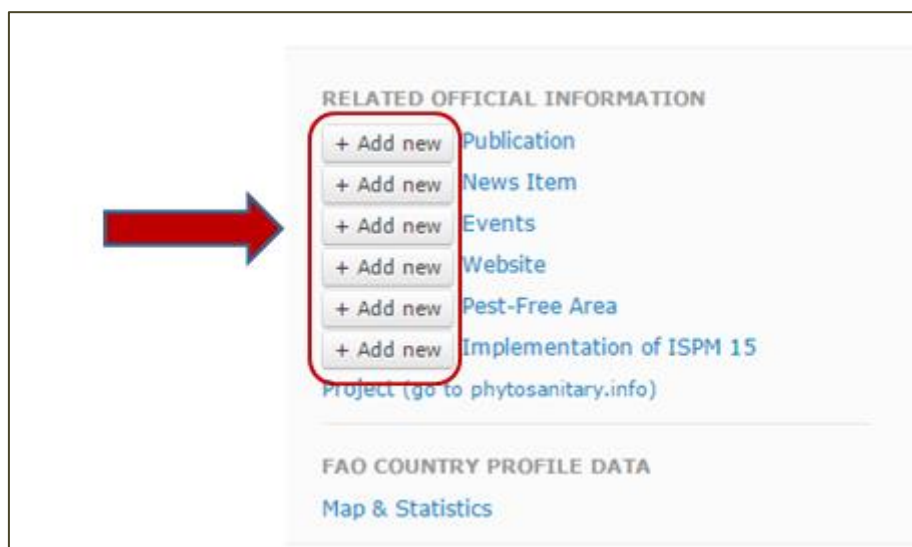 RELATED OFFICIAL INFORMATION
+ Add new Publication
+ Add new News Item
+ Add new Events
+ Add new Website
+ Add new Pest-Free Area
+ Add new Implementation of ISPM 15
Project (go to phytosanitary.info)
FAO COUNTRY PROFILE DATA
Map & Statistics